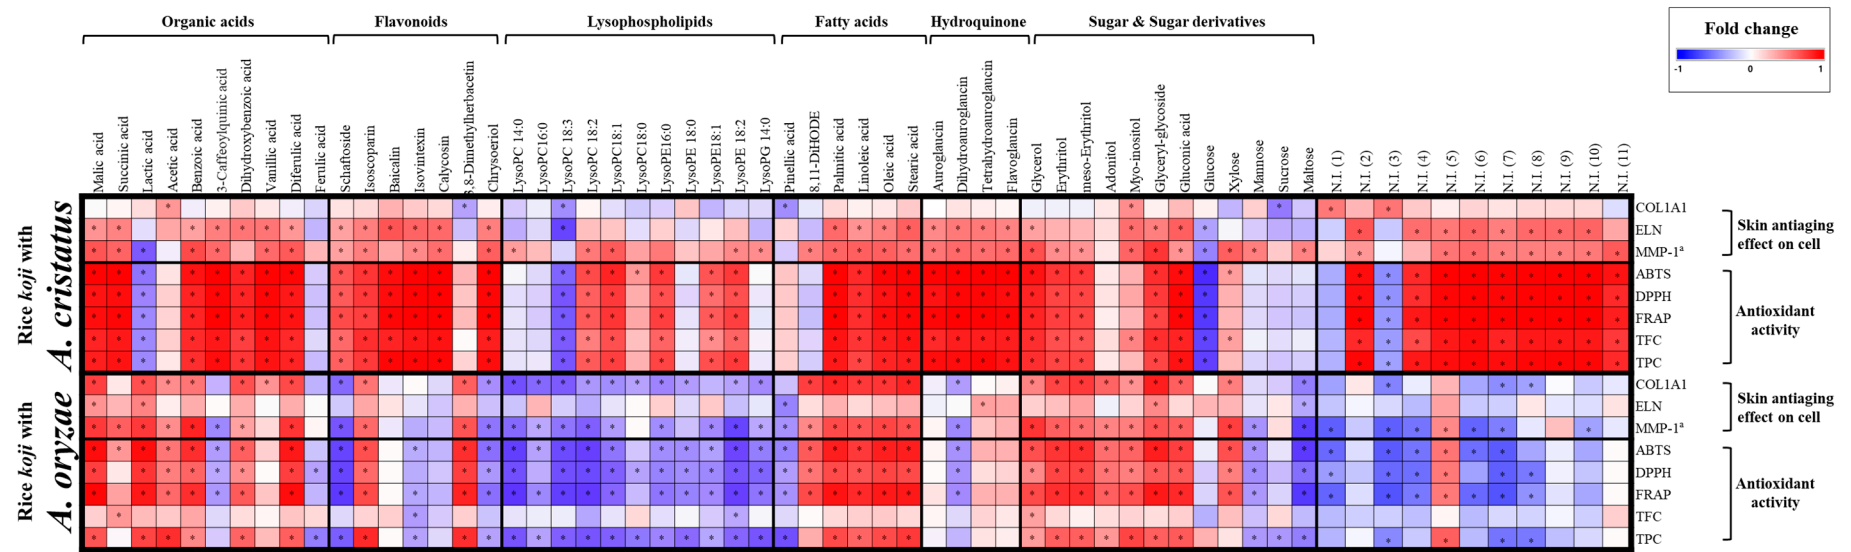 Organic acids
Flavonoids
Lysophospholipids
Fatty acids
Hydroquinone
Sugar & Sugar derivatives
Fold change
-1
0
1
Malic acid
Succinic acid
Lactic acid
Acetic acid
Benzoic acid
3-Caffeoylquinic acid
Dihydroxybenzoic acid
Vanillic acid
Diferulic acid
Ferulic acid
Schaftoside
Isoscoparin
Baicalin
Isovintexin
Calycosin
3,8-Dimethylherbacetin
Chrysoeriol
LysoPC 14:0
LysoPC16:0
LysoPC 18:3
LysoPC 18:2
LysoPC18:1
LysoPC18:0
LysoPE16:0
LysoPE 18:0
LysoPE18:1
LysoPE 18:2
LysoPG 14:0
Pinellic acid
8,11-DiHODE
Palmitic acid
Linoleic acid
Oleic acid
Stearic acid
Auroglaucin
Dihydroauroglaucin
Tetrahydroauroglaucin
Flavoglaucin
Glycerol
Erythritol
meso-Erythritol
Adonitol
Myo-inositol
Glyceryl-glycoside
Gluconic acid
Glucose
Xylose
Mannose
Sucrose
Maltose
N.I. (1)
N.I. (2)
N.I. (3)
N.I. (4)
N.I. (5)
N.I. (6)
N.I. (7)
N.I. (8)
N.I. (9)
N.I. (10)
N.I. (11)
Rice koji with
A. cristatus
COL1A1
ELN
MMP-1ª
ABTS
DPPH
FRAP
TFC
TPC
Skin antiaging
effect on cell
Antioxidant
activity
Rice koji with
A. oryzae
COL1A1
ELN
MMP-1ª
ABTS
DPPH
FRAP
TFC
TPC
Skin antiaging
effect on cell
Antioxidant
activity